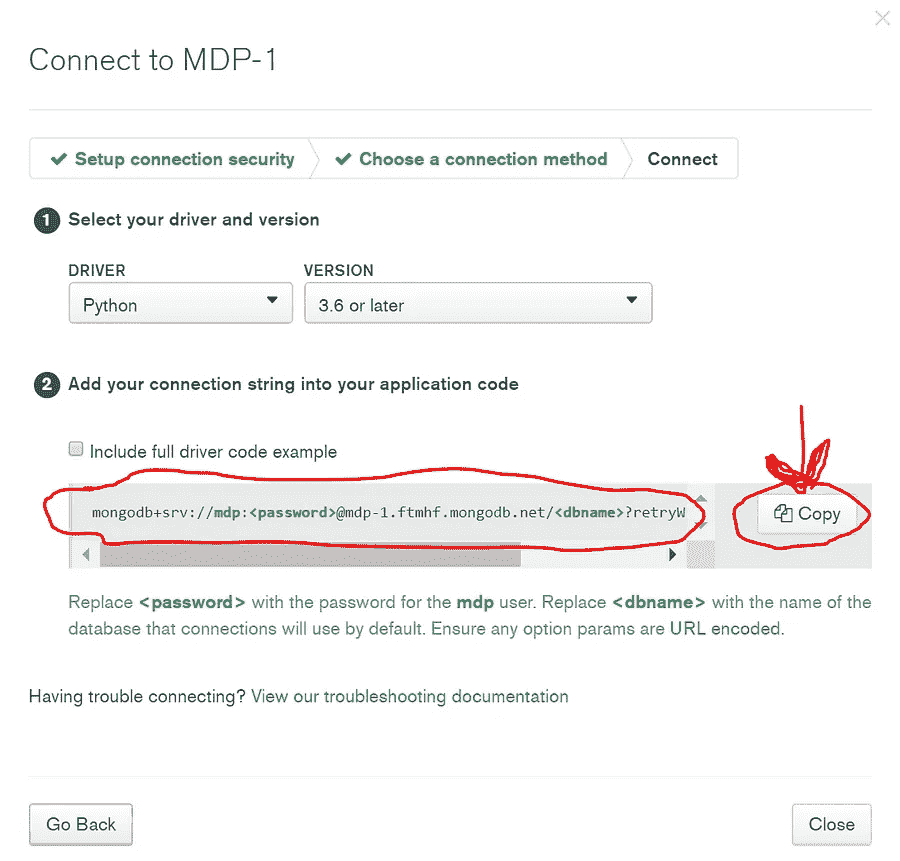 Connect to MDP-1
Setup connection security
Choose a connection method
Connect
1 Select your driver and version
DRIVER VERSION
Python 3.6 or later
2 Add your connection string into your application code
Include full driver code example
mongodb+srv://mdp:<password>@mdp-1.ftmhf.mongodb.net/<dbname>?retryW
Copy
Replace <password> with the password for the mdp user. Replace <dbname> with the name of the
database that connections will use by default. Ensure any option params are URL encoded.
Having trouble connecting? View our troubleshooting documentation
Go Back
Close